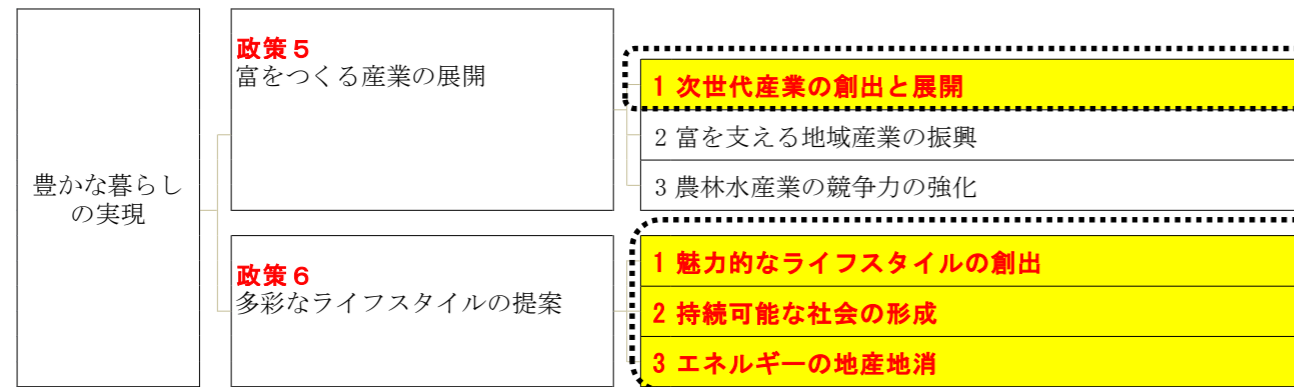 豊かな暮らし
の実現
政策５
富をつくる産業の展開
1 次世代産業の創出と展開
2 富を支える地域産業の振興
3 農林水産業の競争力の強化
政策６
多彩なライフスタイルの提案
1 魅力的なライフスタイルの創出
2 持続可能な社会の形成
3 エネルギーの地産地消